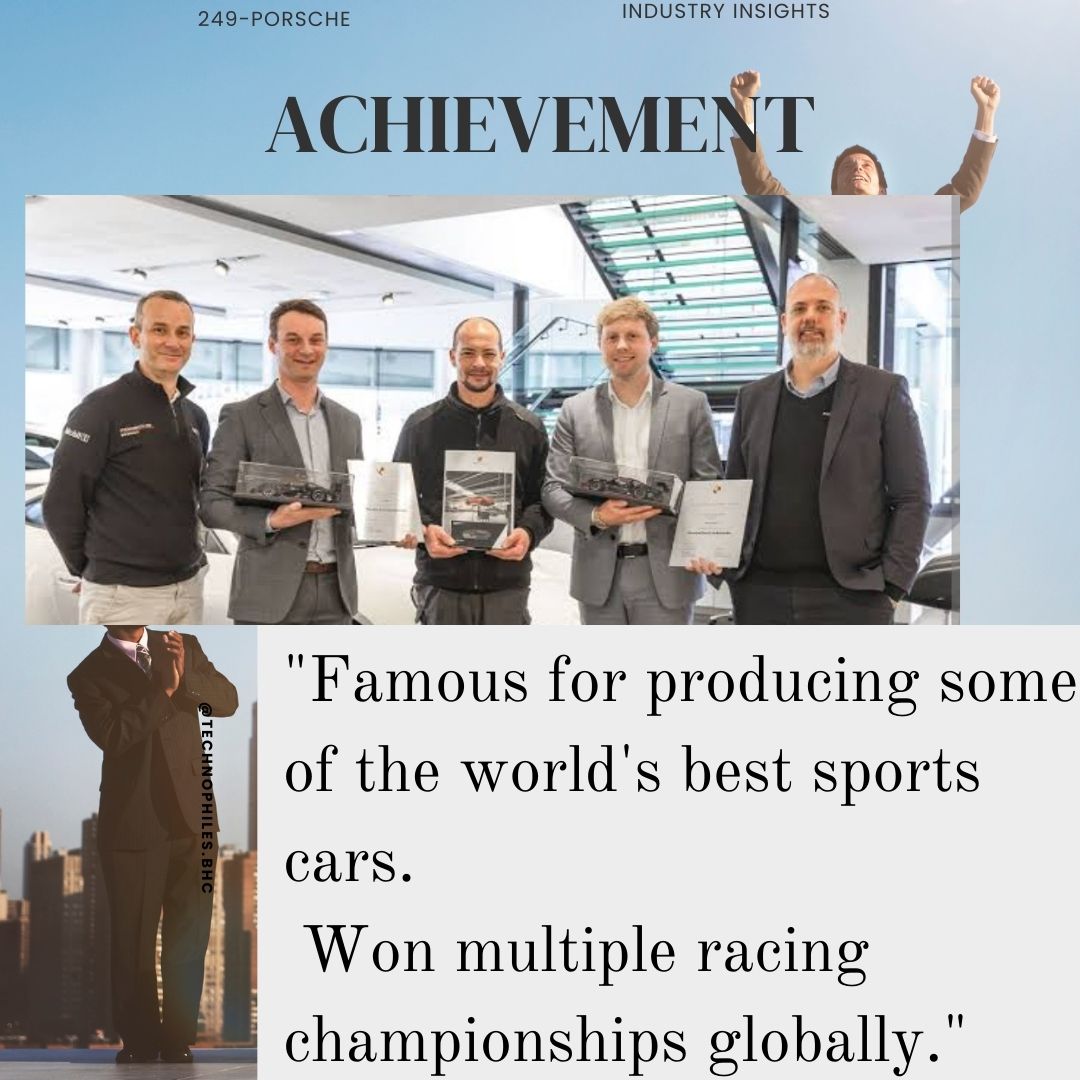 249-PORSCHE
INDUSTRY INSIGHTS
ACHIEVEMENT
"Famous for producing some
of the world's best sports
cars.
Won multiple racing
championships globally."
@TECHNOPHILES.BHC